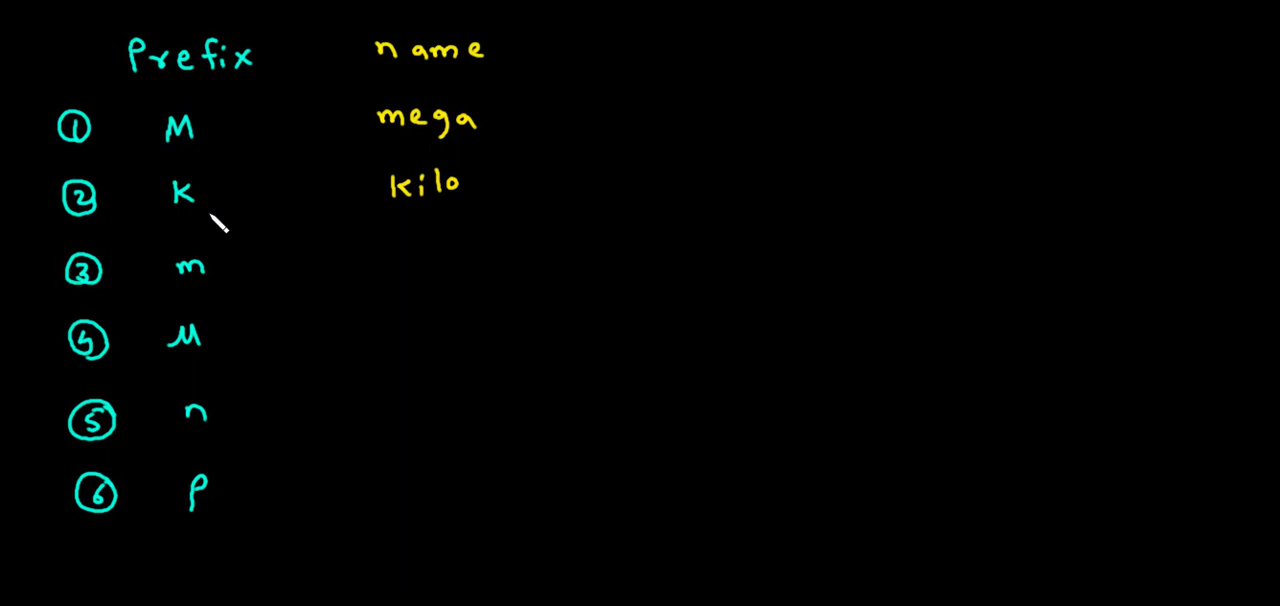 Prefix name
① M mega
② K kilo
③ m
④ μ
⑤ n
⑥ p